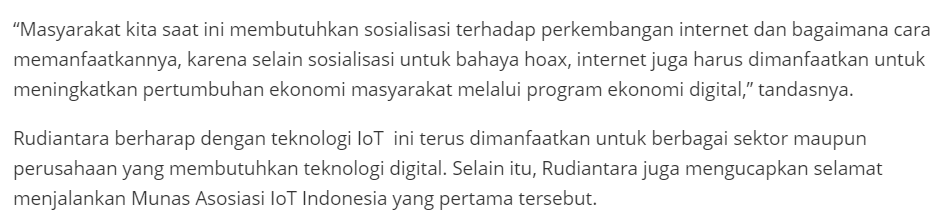 “Masyarakat kita saat ini membutuhkan sosialisasi terhadap perkembangan internet dan bagaimana cara
memanfaatkannya, karena selain sosialisasi untuk bahaya hoax, internet juga harus dimanfaatkan untuk
meningkatkan pertumbuhan ekonomi masyarakat melalui program ekonomi digital,” tandasnya.
Rudiantara berharap dengan teknologi IoT  ini terus dimanfaatkan untuk berbagai sektor maupun
perusahaan yang membutuhkan teknologi digital. Selain itu, Rudiantara juga mengucapkan selamat
menjalankan Munas Asosiasi IoT Indonesia yang pertama tersebut.